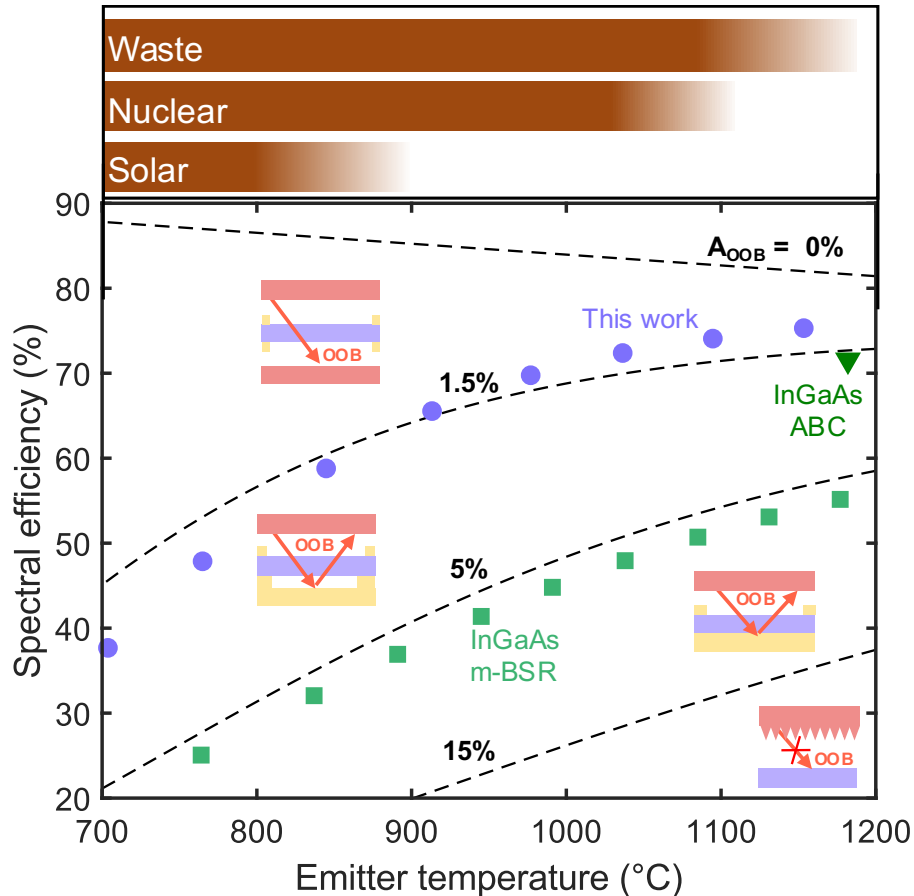 Waste
Nuclear
Solar
90
80
70
60
50
40
30
20
Spectral efficiency (%)
A_OOB = 0%
OOB
This work
1.5%
InGaAs
ABC
OOB
5%
OOB
InGaAs
m-BSR
15%
OOB
700
800
900
1000
1100
1200
Emitter temperature (°C)